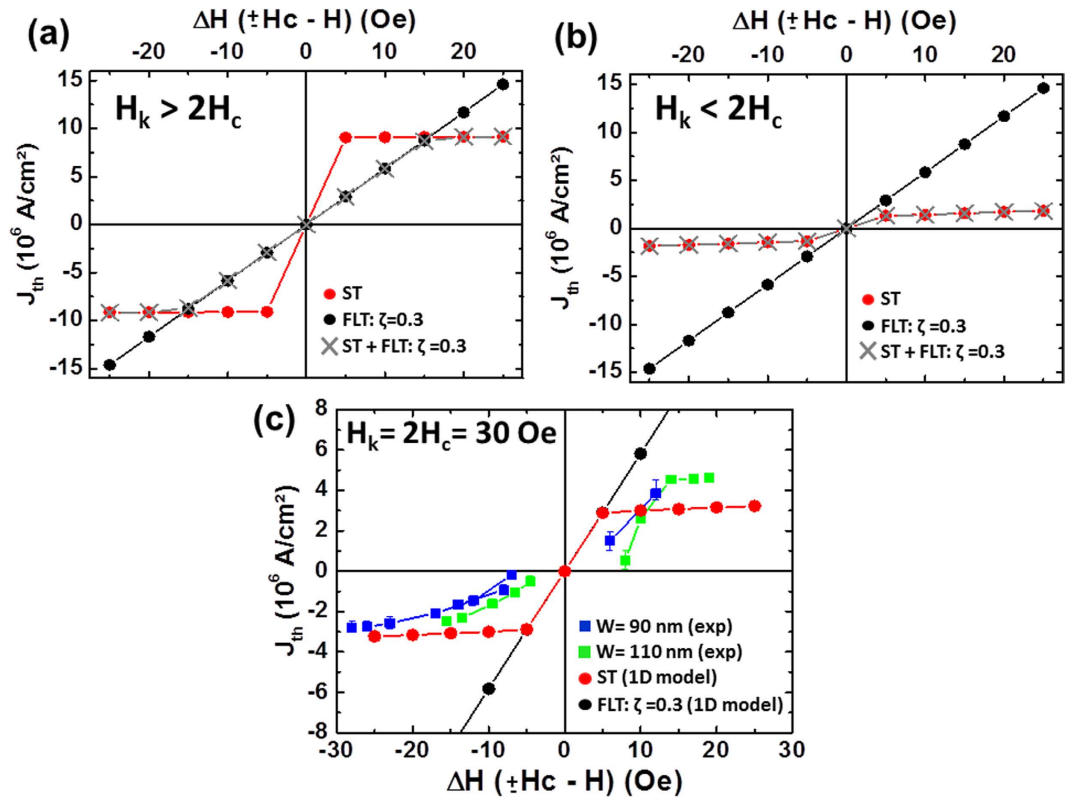 ΔH (±Hc - H) (Oe)
-20 -10 0 10 20
(a)
Hk > 2Hc
15
10
5
0
-5
-10
-15
Jth (10⁶ A/cm²)
ST
FLT: ζ=0.3
ST + FLT: ζ =0.3
ΔH (±Hc - H) (Oe)
-20 -10 0 10 20
(b)
Hk < 2Hc
15
10
5
0
-5
-10
-15
Jth (10⁶ A/cm²)
ST
FLT: ζ =0.3
ST + FLT: ζ =0.3
(c)
Hk= 2Hc= 30 Oe
8
6
4
2
0
-2
-4
-6
-8
Jth (10⁶ A/cm²)
W= 90 nm (exp)
W= 110 nm (exp)
ST (1D model)
FLT: ζ =0.3 (1D model)
-30 -20 -10 0 10 20 30
ΔH (±Hc - H) (Oe)